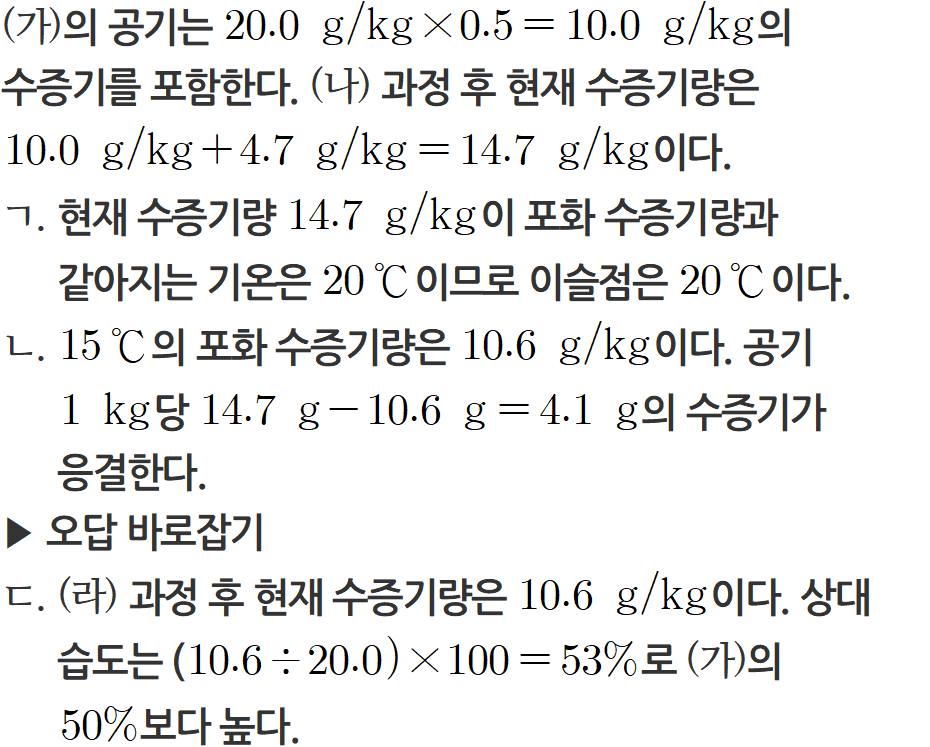 (가)의 공기는 20.0 g/kg×0.5=10.0 g/kg의
수증기를 포함한다. (나) 과정 후 현재 수증기량은
10.0 g/kg+4.7 g/kg=14.7 g/kg이다.
ㄱ. 현재 수증기량 14.7 g/kg이 포화 수증기량과
같아지는 기온은 20℃이므로 이슬점은 20℃이다.
ㄴ. 15℃의 포화 수증기량은 10.6 g/kg이다. 공기
1 kg당 14.7 g-10.6 g=4.1 g의 수증기가
응결한다.
▶ 오답 바로잡기
ㄷ. (라) 과정 후 현재 수증기량은 10.6 g/kg이다. 상대
습도는 (10.6÷20.0)×100=53%로 (가)의
50%보다 높다.